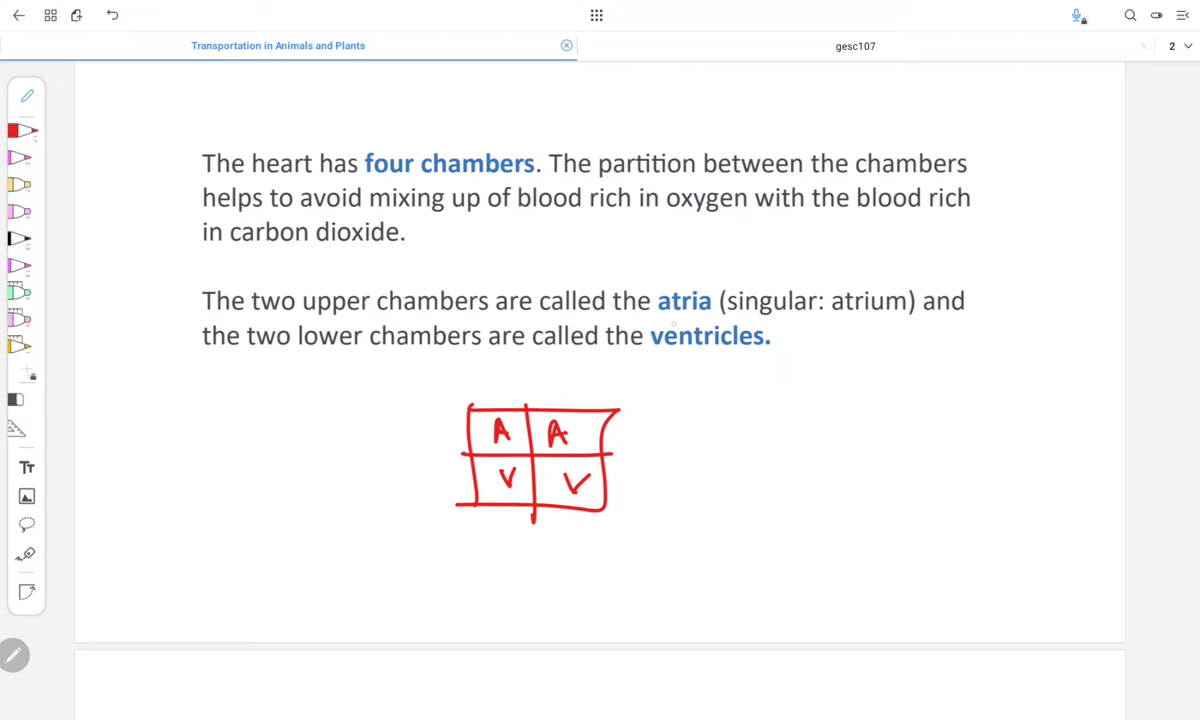 Transportation in Animals and Plants
gesc107
2
The heart has four chambers. The partition between the chambers
helps to avoid mixing up of blood rich in oxygen with the blood rich
in carbon dioxide.
The two upper chambers are called the atria (singular: atrium) and
the two lower chambers are called the ventricles.
A A
V V
Tт